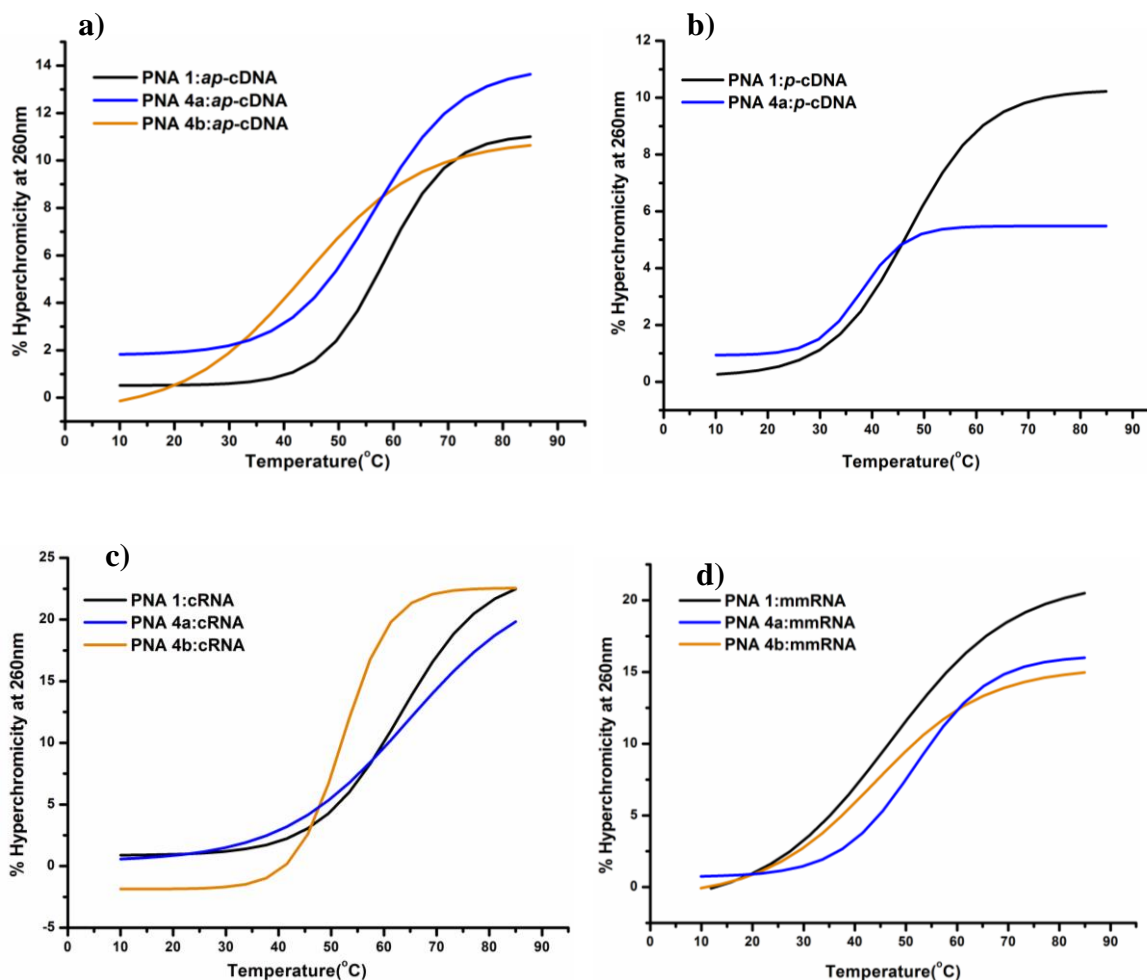 a)
PNA 1:ap-cDNA
PNA 4a:ap-cDNA
PNA 4b:ap-cDNA
% Hyperchromicity at 260nm
14
12
10
8
6
4
2
0
0 10 20 30 40 50 60 70 80 90
Temperature(°C)
b)
PNA 1:p-cDNA
PNA 4a:p-cDNA
% Hyperchromicity at 260nm
12
10
8
6
4
2
0
0 10 20 30 40 50 60 70 80 90
Temperature(°C)
c)
PNA 1:cRNA
PNA 4a:cRNA
PNA 4b:cRNA
% Hyperchromicity at 260nm
25
20
15
10
5
0
-5
0 10 20 30 40 50 60 70 80 90
Temperature(°C)
d)
PNA 1:mmRNA
PNA 4a:mmRNA
PNA 4b:mmRNA
% Hyperchromicity at 260nm
20
15
10
5
0
0 10 20 30 40 50 60 70 80 90
Temperature(°C)